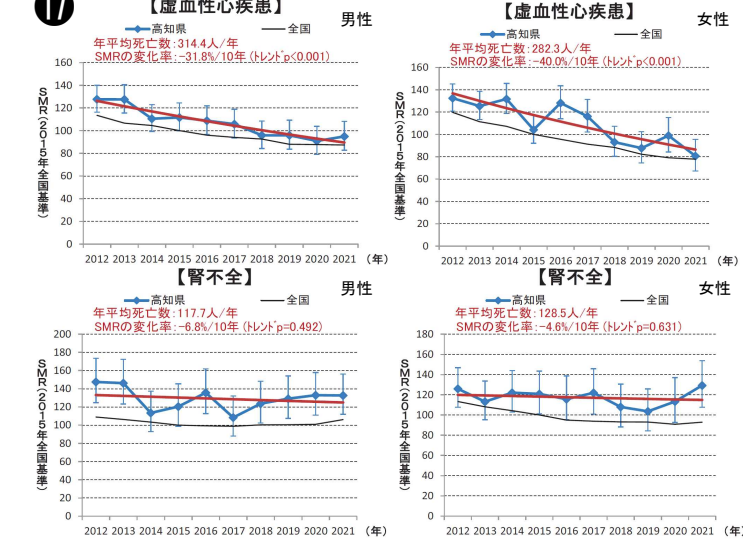 ⓱
【虚血性心疾患】 男性
高知県 全国
年平均死亡数：314.4人/年
SMRの変化率：-31.8%/10年（トレンドp<0.001）
SMR（2015年全国基準）
160
140
120
100
80
60
40
20
0
2012 2013 2014 2015 2016 2017 2018 2019 2020 2021 （年）
【虚血性心疾患】 女性
高知県 全国
年平均死亡数：282.3人/年
SMRの変化率：-40.0%/10年（トレンドp<0.001）
SMR（2015年全国基準）
160
140
120
100
80
60
40
20
0
2012 2013 2014 2015 2016 2017 2018 2019 2020 2021 （年）
【腎不全】 男性
高知県 全国
年平均死亡数：117.7人/年
SMRの変化率：-6.8%/10年（トレンドp=0.492）
SMR（2015年全国基準）
200
180
160
140
120
100
80
60
40
20
0
2012 2013 2014 2015 2016 2017 2018 2019 2020 2021 （年）
【腎不全】 女性
高知県 全国
年平均死亡数：128.5人/年
SMRの変化率：-4.6%/10年（トレンドp=0.631）
SMR（2015年全国基準）
180
160
140
120
100
80
60
40
20
0
2012 2013 2014 2015 2016 2017 2018 2019 2020 2021 （年）